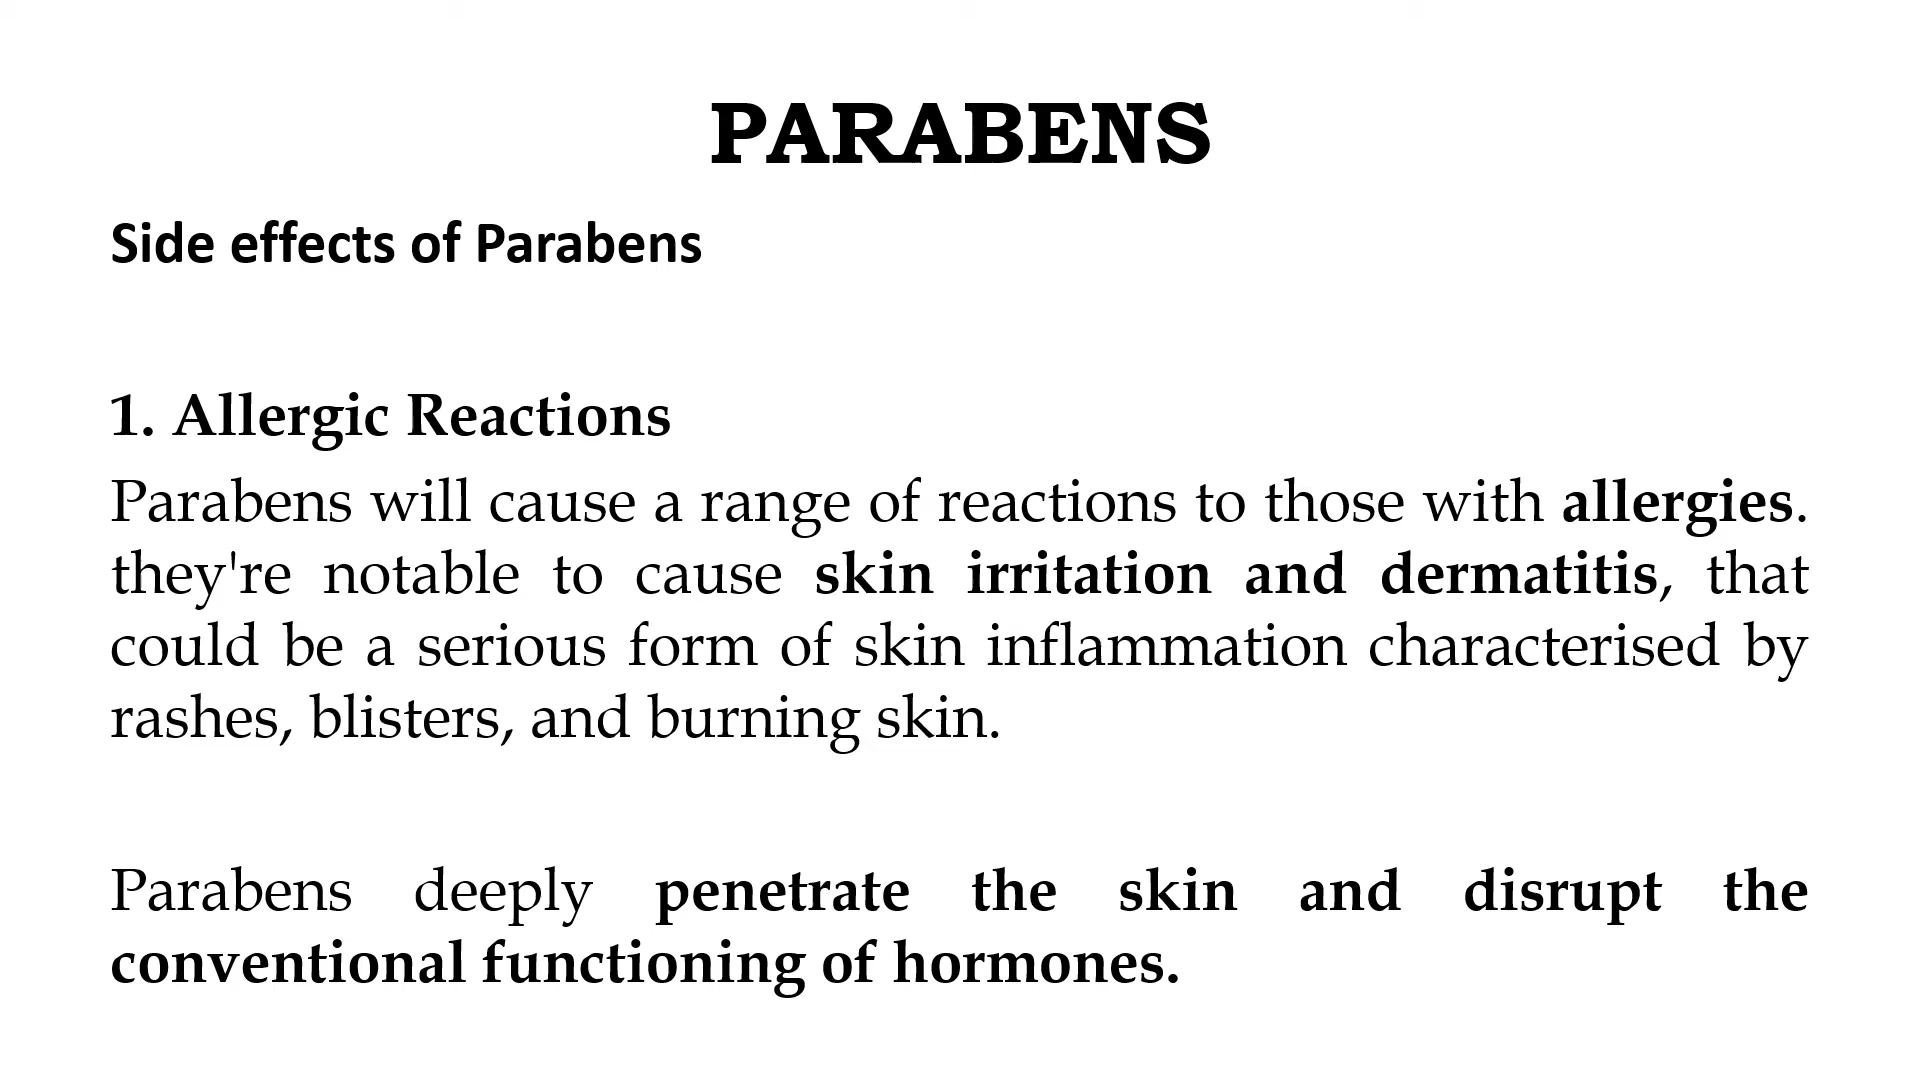 PARABENS
Side effects of Parabens
1. Allergic Reactions
Parabens will cause a range of reactions to those with allergies.
they're notable to cause skin irritation and dermatitis, that
could be a serious form of skin inflammation characterised by
rashes, blisters, and burning skin.
Parabens deeply penetrate the skin and disrupt the
conventional functioning of hormones.